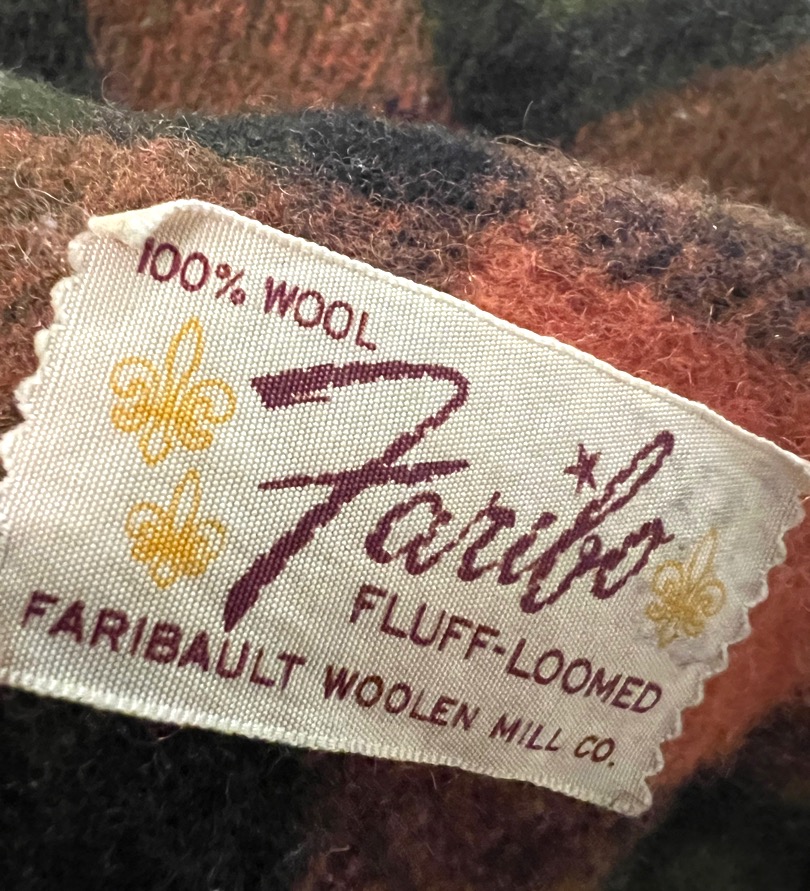 100% WOOL
Faribo
FLUFF-LOOMED
FARIBAULT WOOLEN MILL CO.